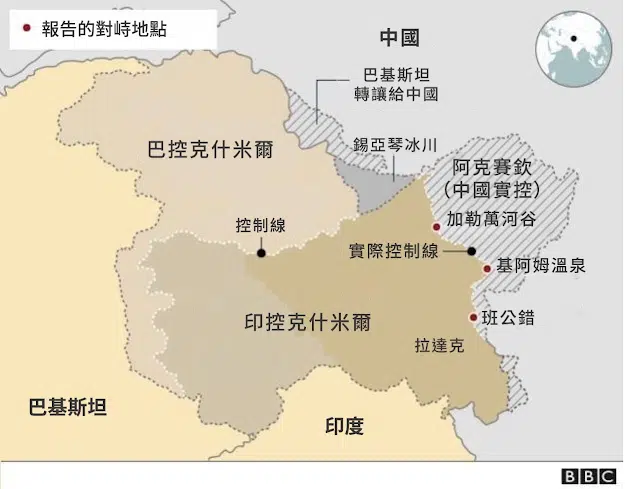 報告的對峙地點
中國
巴基斯坦
轉讓給中國
巴控克什米爾
錫亞琴冰川
阿克賽欽
（中國實控）
加勒萬河谷
控制線
實際控制線
基阿姆溫泉
印控克什米爾
班公錯
拉達克
巴基斯坦
印度
BBC